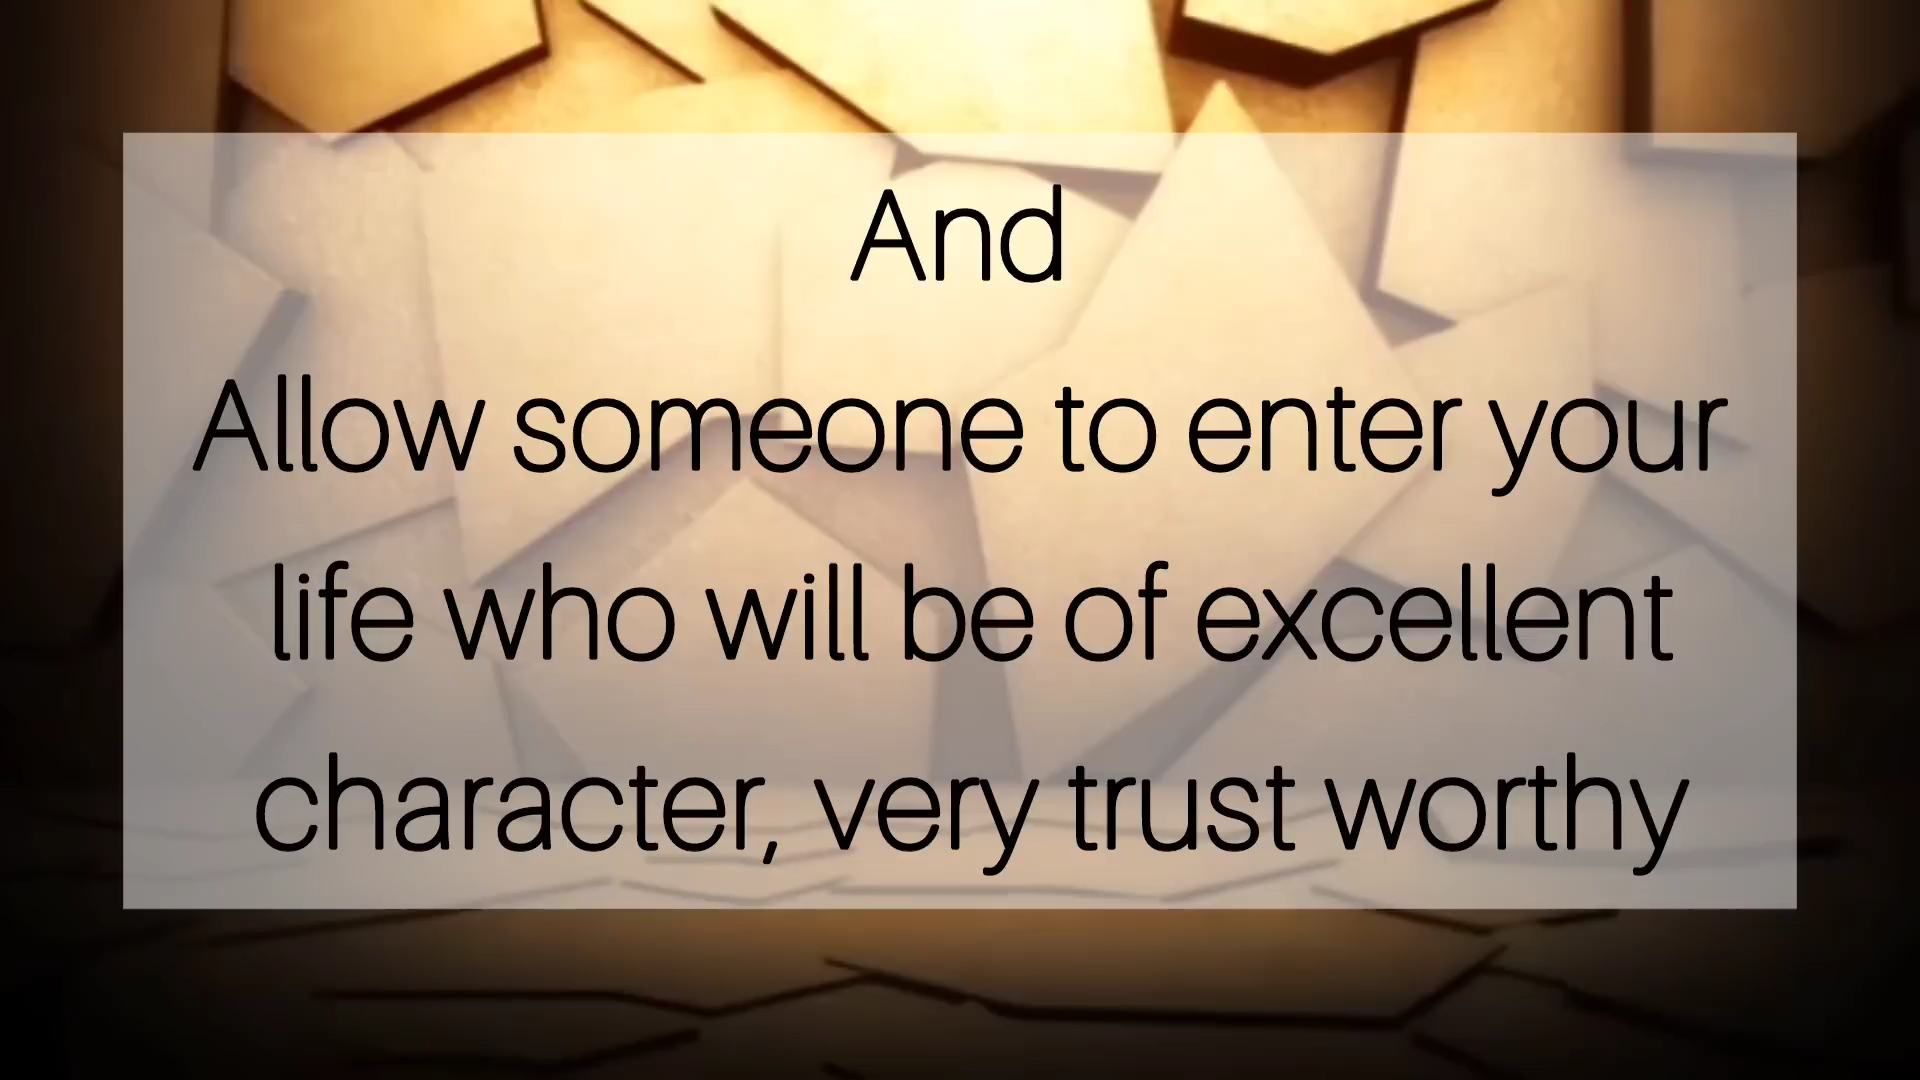 And
Allow someone to enter your
life who will be of excellent
character, very trust worthy